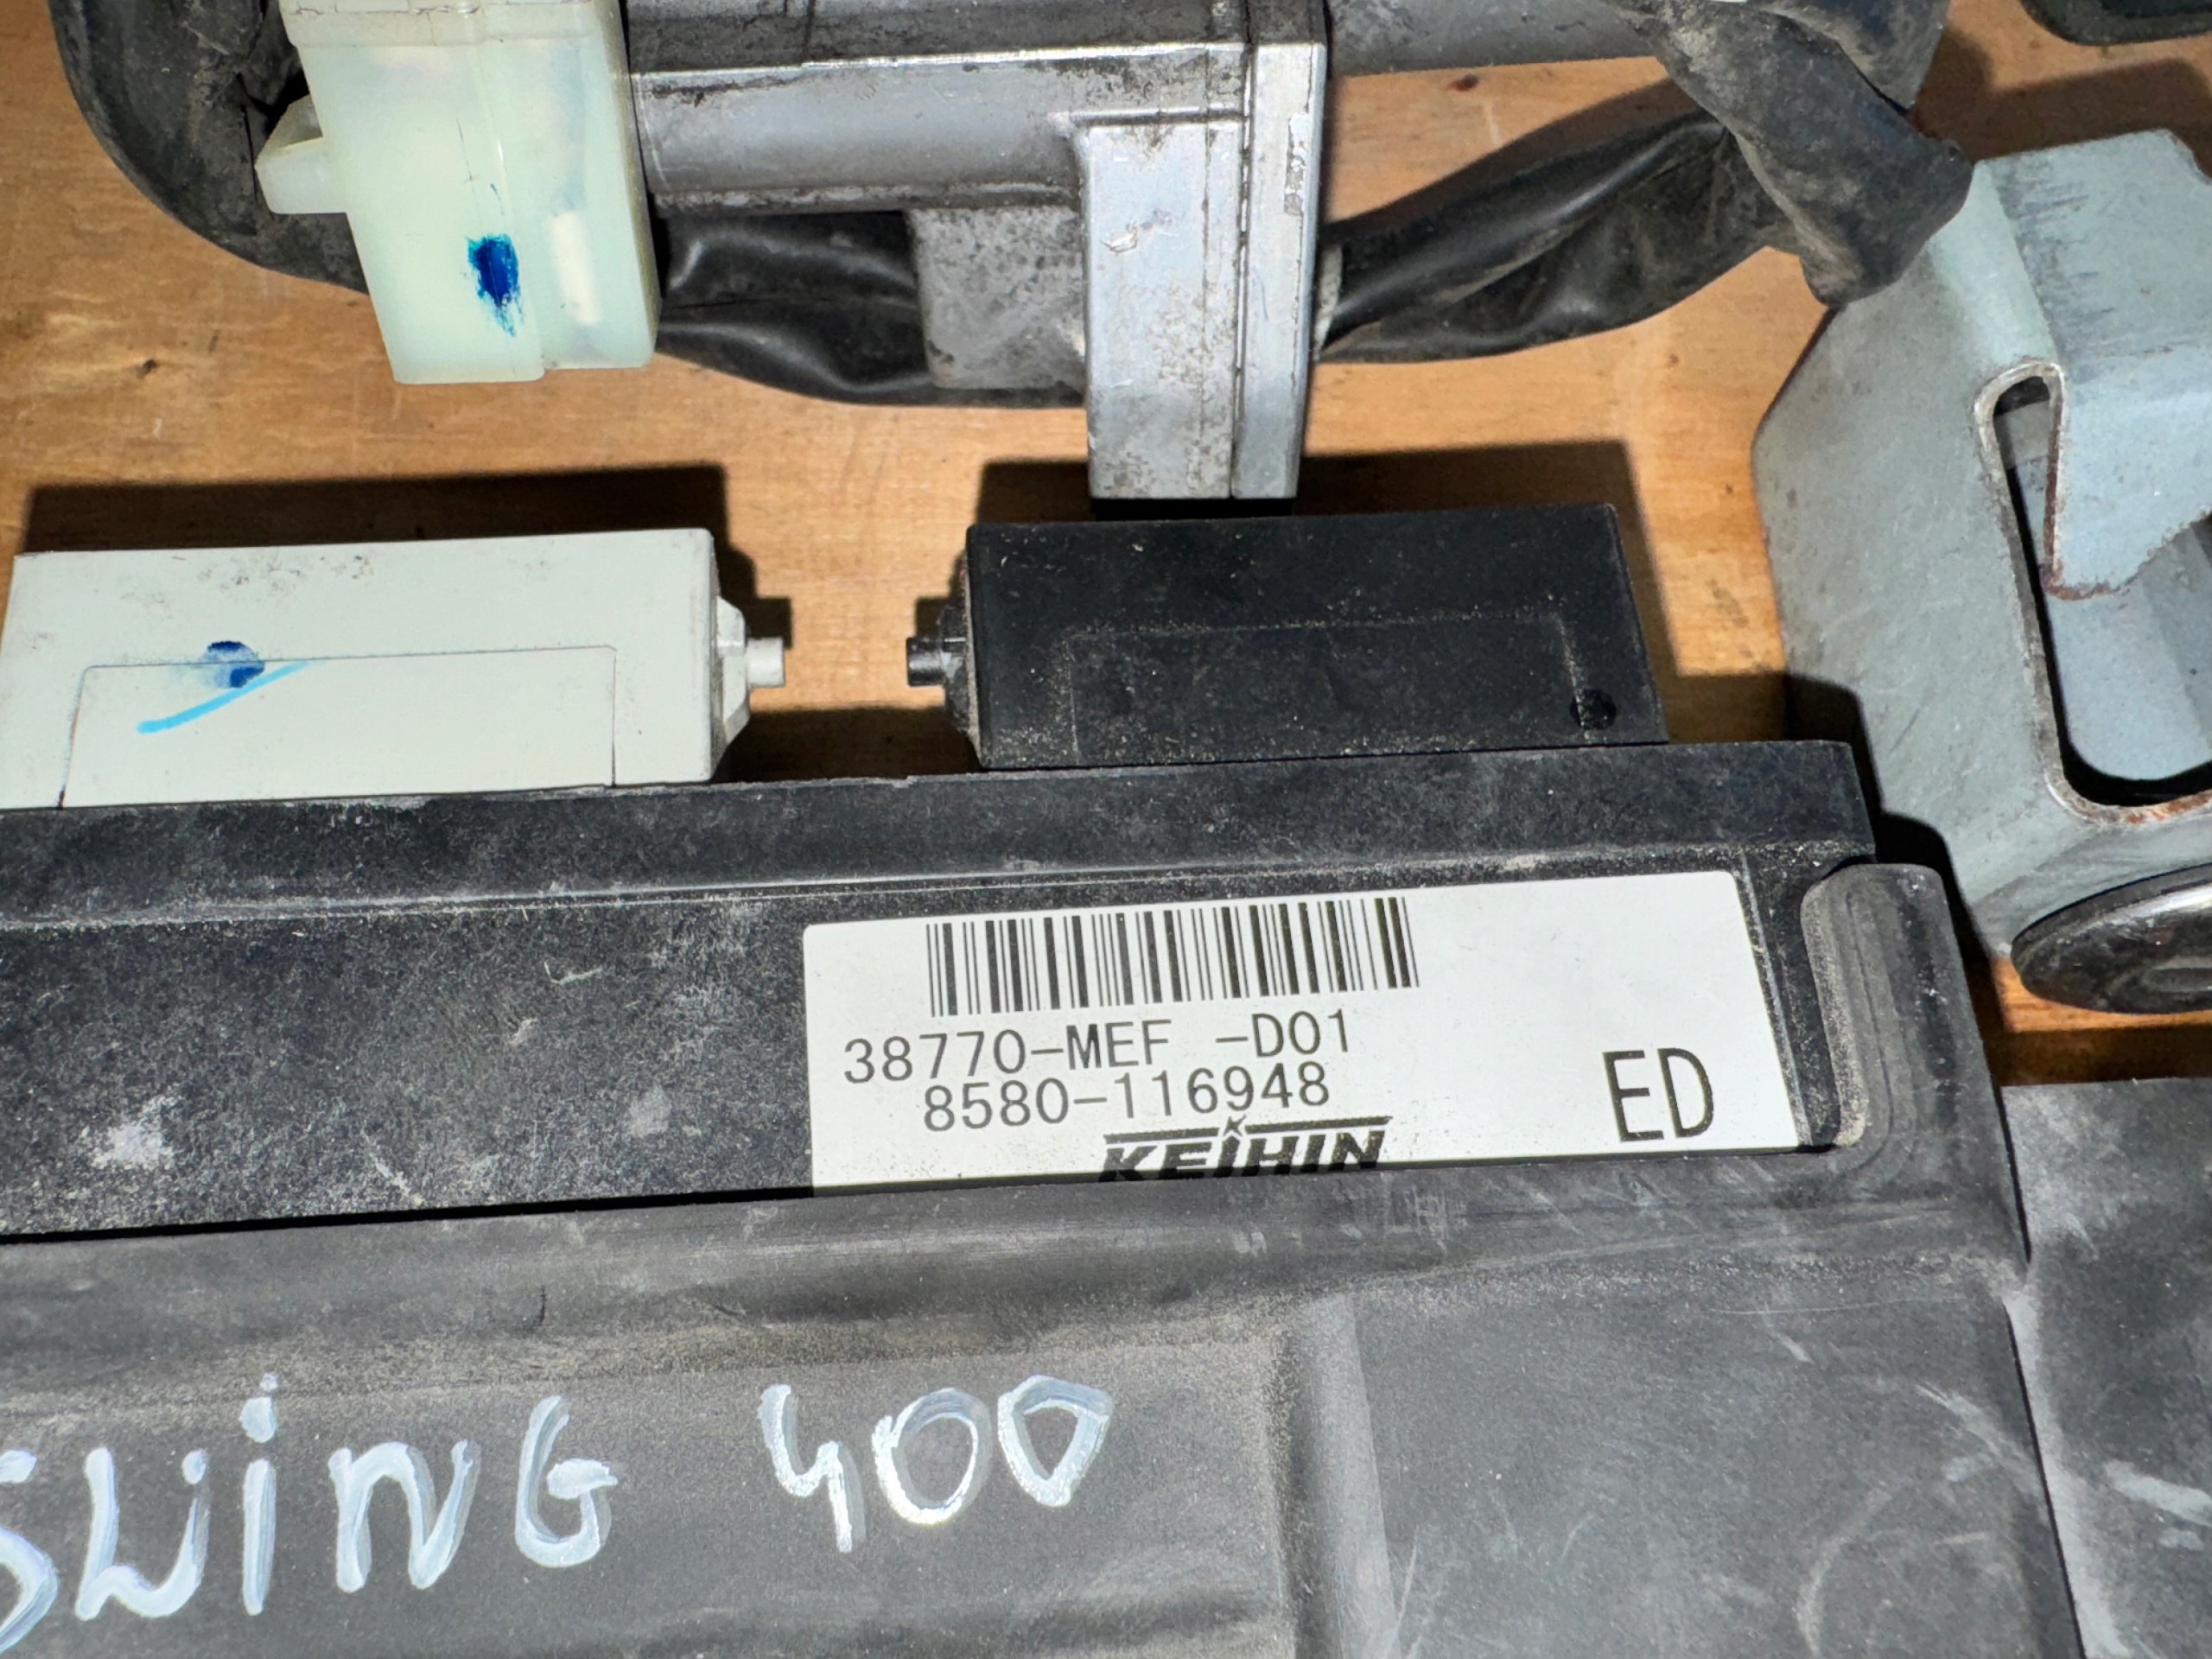 38770-MEF -D01
8580-116948
KEIHIN
ED
SWiNG 400